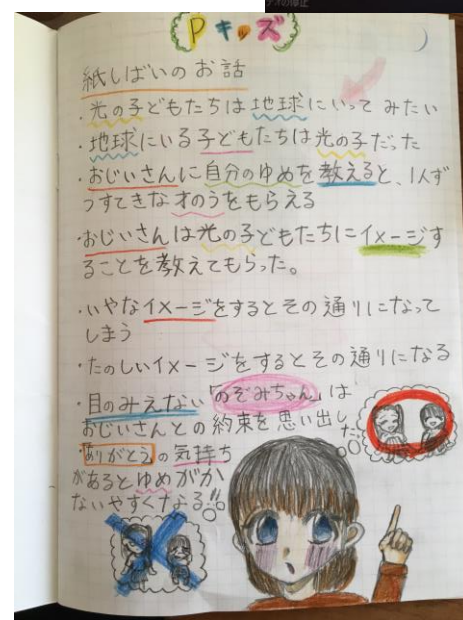 Pキッズ
紙しばいのお話
・光の子どもたちは地球にいってみたい
・地球にいる子どもたちは光の子だった
・おじいさんに自分のゆめを教えると、1人ず
つすてきな才のうをもらえる
・おじいさんは光の子どもたちにイメージす
ることを教えてもらった。
・いやなイメージをするとその通りになって
しまう
・たのしいイメージをするとその通りになる
・目のみえない「のぞみちゃん」は
おじいさんとの約束を思い出し
た。
・「ありがとう」の気持ち
があるとゆめがか
ないやすくなる!!